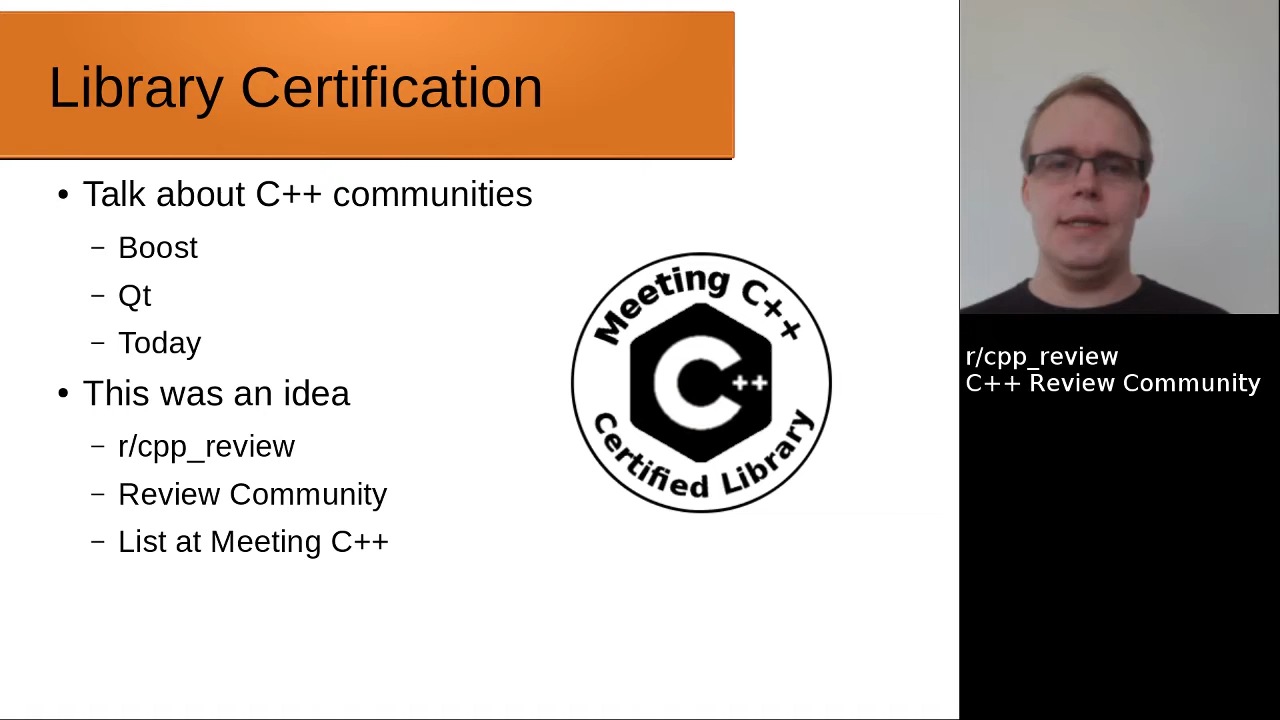 Library Certification
• Talk about C++ communities
– Boost
– Qt
– Today
• This was an idea
– r/cpp_review
– Review Community
– List at Meeting C++
Meeting C++
C++
Certified Library
r/cpp_review
C++ Review Community